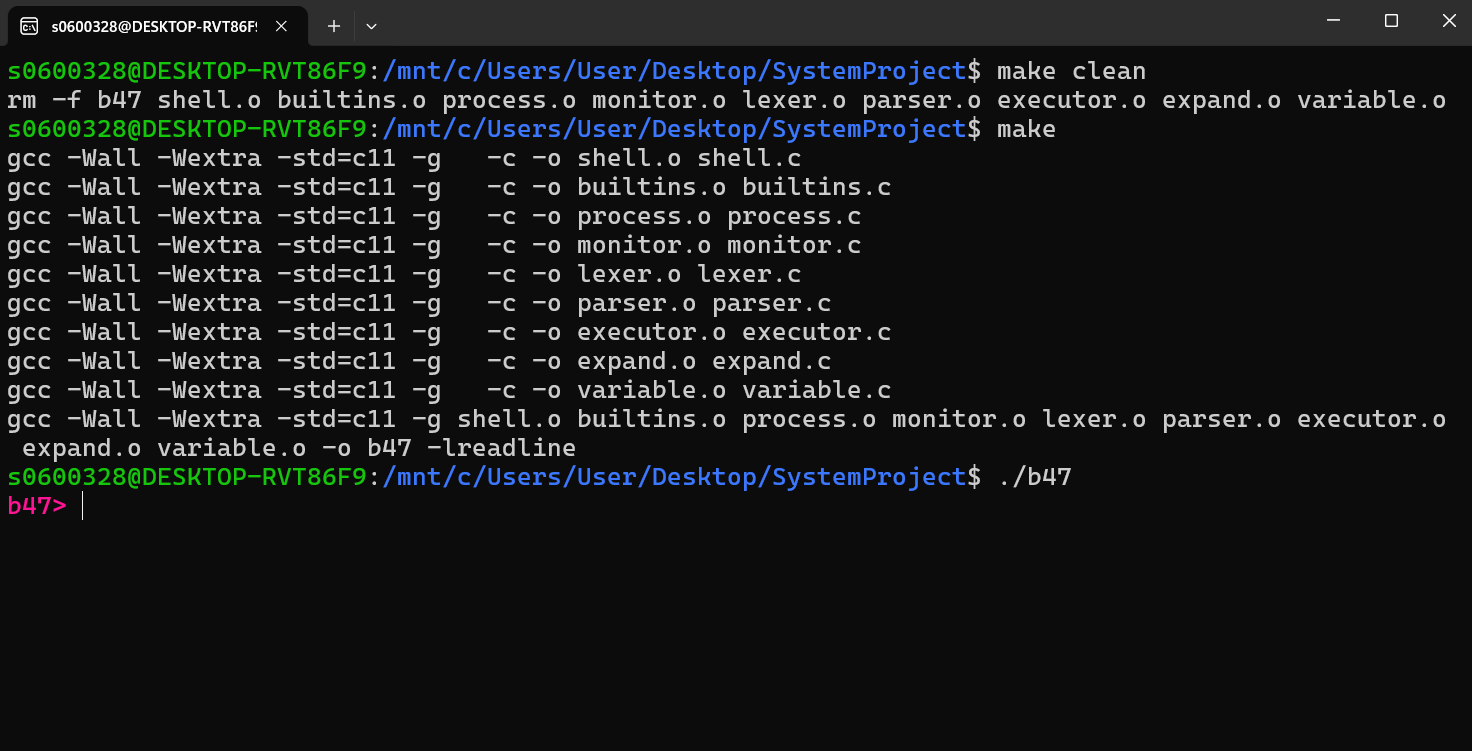 s0600328@DESKTOP-RVT86F9
s0600328@DESKTOP-RVT86F9:/mnt/c/Users/User/Desktop/SystemProject$ make clean
rm -f b47 shell.o builtins.o process.o monitor.o lexer.o parser.o executor.o expand.o variable.o
s0600328@DESKTOP-RVT86F9:/mnt/c/Users/User/Desktop/SystemProject$ make
gcc -Wall -Wextra -std=c11 -g   -c -o shell.o shell.c
gcc -Wall -Wextra -std=c11 -g   -c -o builtins.o builtins.c
gcc -Wall -Wextra -std=c11 -g   -c -o process.o process.c
gcc -Wall -Wextra -std=c11 -g   -c -o monitor.o monitor.c
gcc -Wall -Wextra -std=c11 -g   -c -o lexer.o lexer.c
gcc -Wall -Wextra -std=c11 -g   -c -o parser.o parser.c
gcc -Wall -Wextra -std=c11 -g   -c -o executor.o executor.c
gcc -Wall -Wextra -std=c11 -g   -c -o expand.o expand.c
gcc -Wall -Wextra -std=c11 -g   -c -o variable.o variable.c
gcc -Wall -Wextra -std=c11 -g shell.o builtins.o process.o monitor.o lexer.o parser.o executor.o
 expand.o variable.o -o b47 -lreadline
s0600328@DESKTOP-RVT86F9:/mnt/c/Users/User/Desktop/SystemProject$ ./b47
b47>